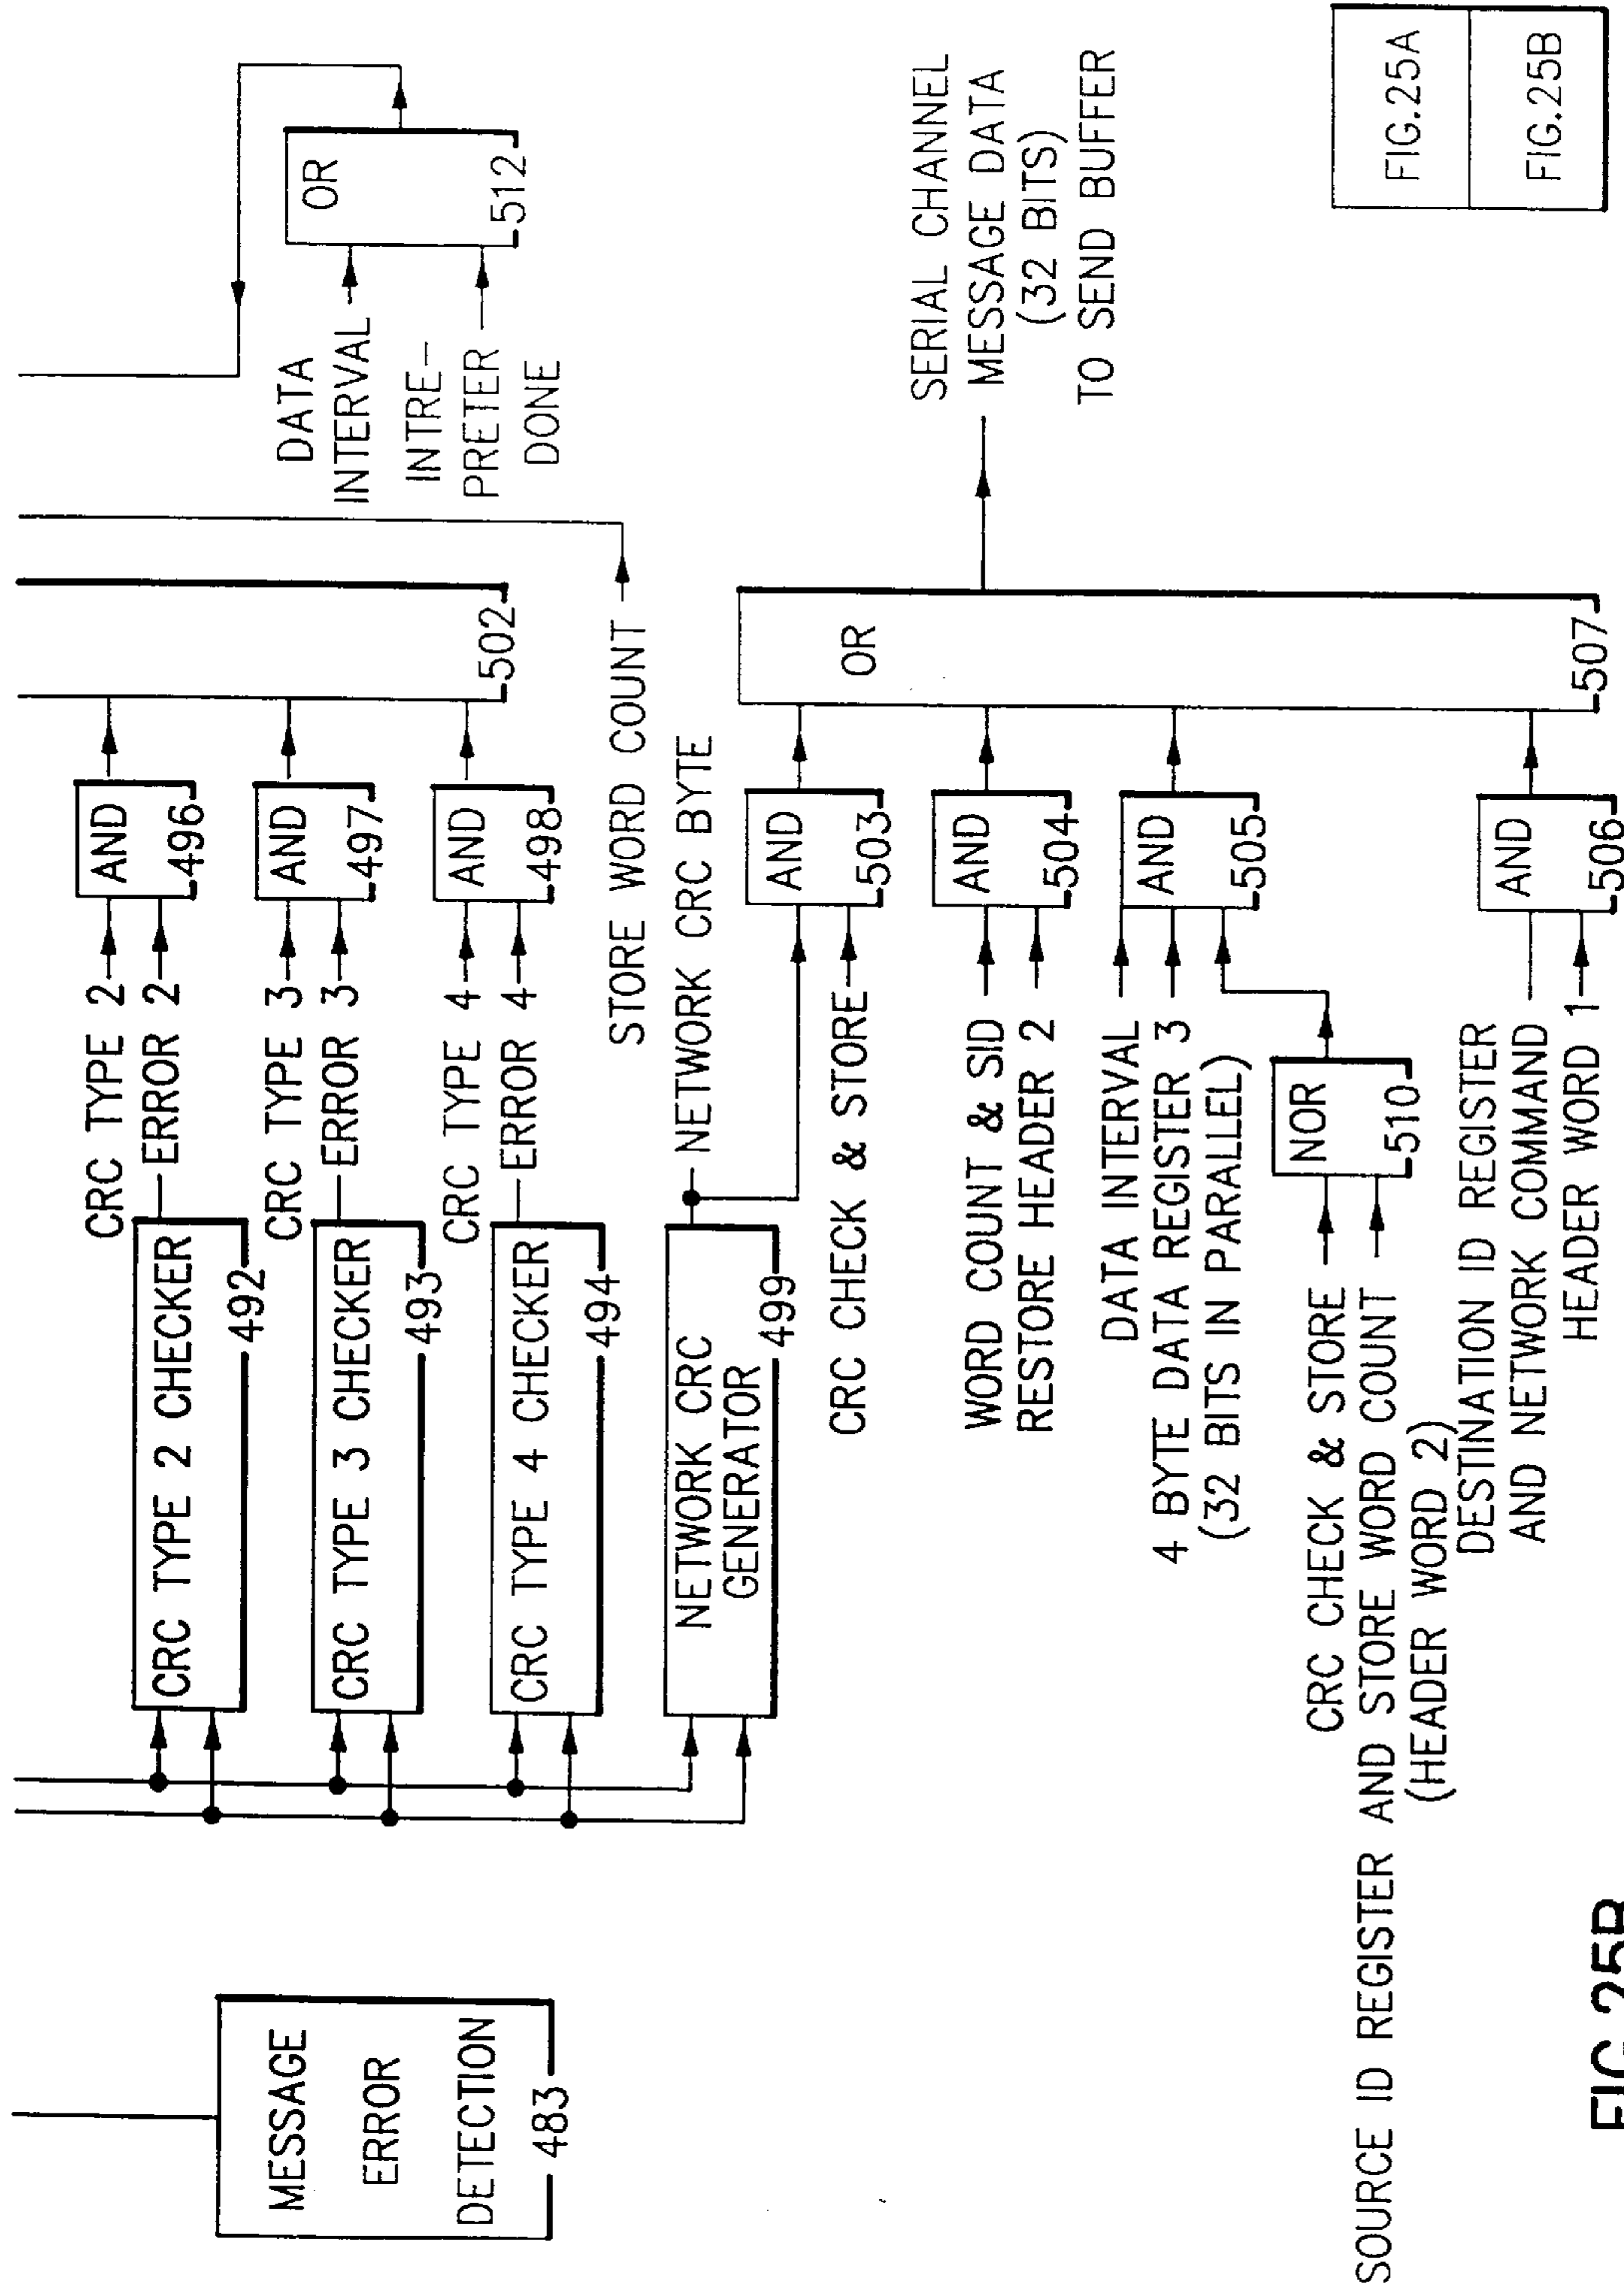 MESSAGE
ERROR
DETECTION
483
CRC TYPE 2 CHECKER
492
CRC TYPE 2
ERROR 2
AND
496
CRC TYPE 3 CHECKER
493
CRC TYPE 3
ERROR 3
AND
497
CRC TYPE 4 CHECKER
494
CRC TYPE 4
ERROR 4
AND
498
502
DATA
INTERVAL
INTRE-
PRETER
DONE
OR
512
STORE WORD COUNT
NETWORK CRC
GENERATOR
499
NETWORK CRC BYTE
CRC CHECK & STORE
AND
503
WORD COUNT & SID
RESTORE HEADER 2
AND
504
DATA INTERVAL
4 BYTE DATA REGISTER 3
(32 BITS IN PARALLEL)
AND
505
CRC CHECK & STORE
SOURCE ID REGISTER AND STORE WORD COUNT
(HEADER WORD 2)
NOR
510
DESTINATION ID REGISTER
AND NETWORK COMMAND
HEADER WORD 1
AND
506
OR
507
SERIAL CHANNEL
MESSAGE DATA
(32 BITS)
TO SEND BUFFER
FIG.25A
FIG.25B
FIG.25B